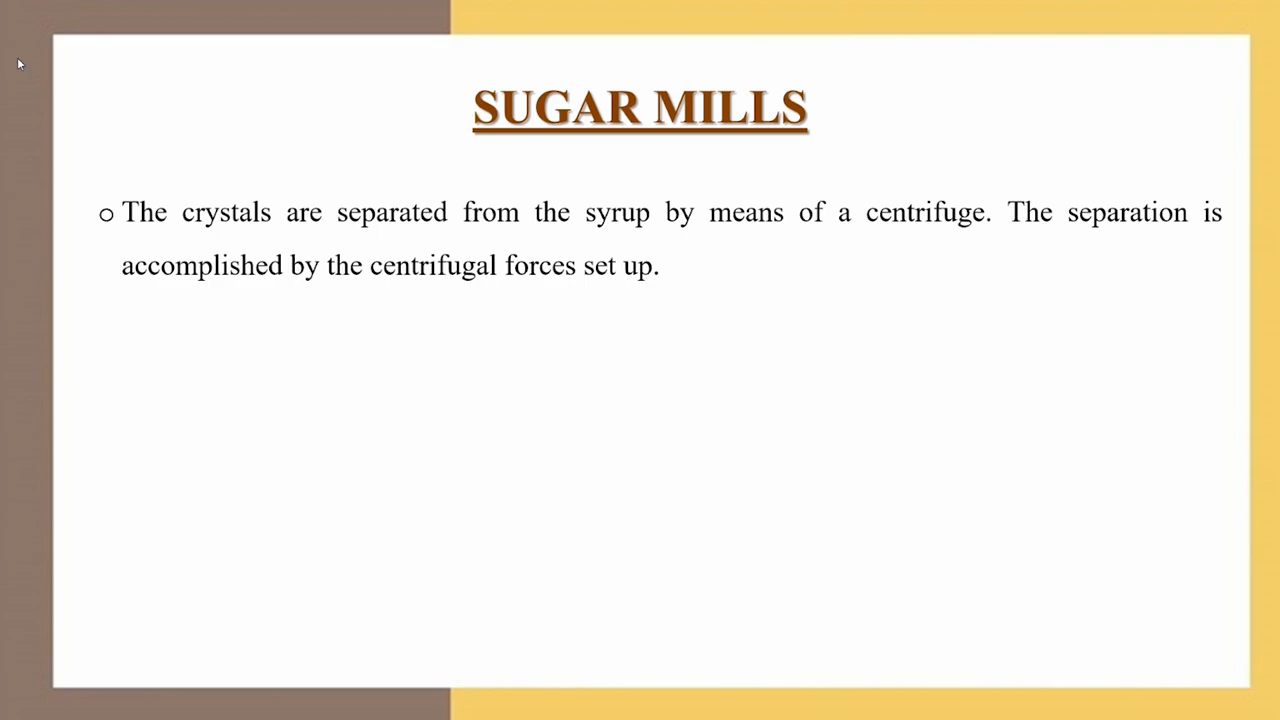 SUGAR MILLS
o The crystals are separated from the syrup by means of a centrifuge. The separation is
accomplished by the centrifugal forces set up.